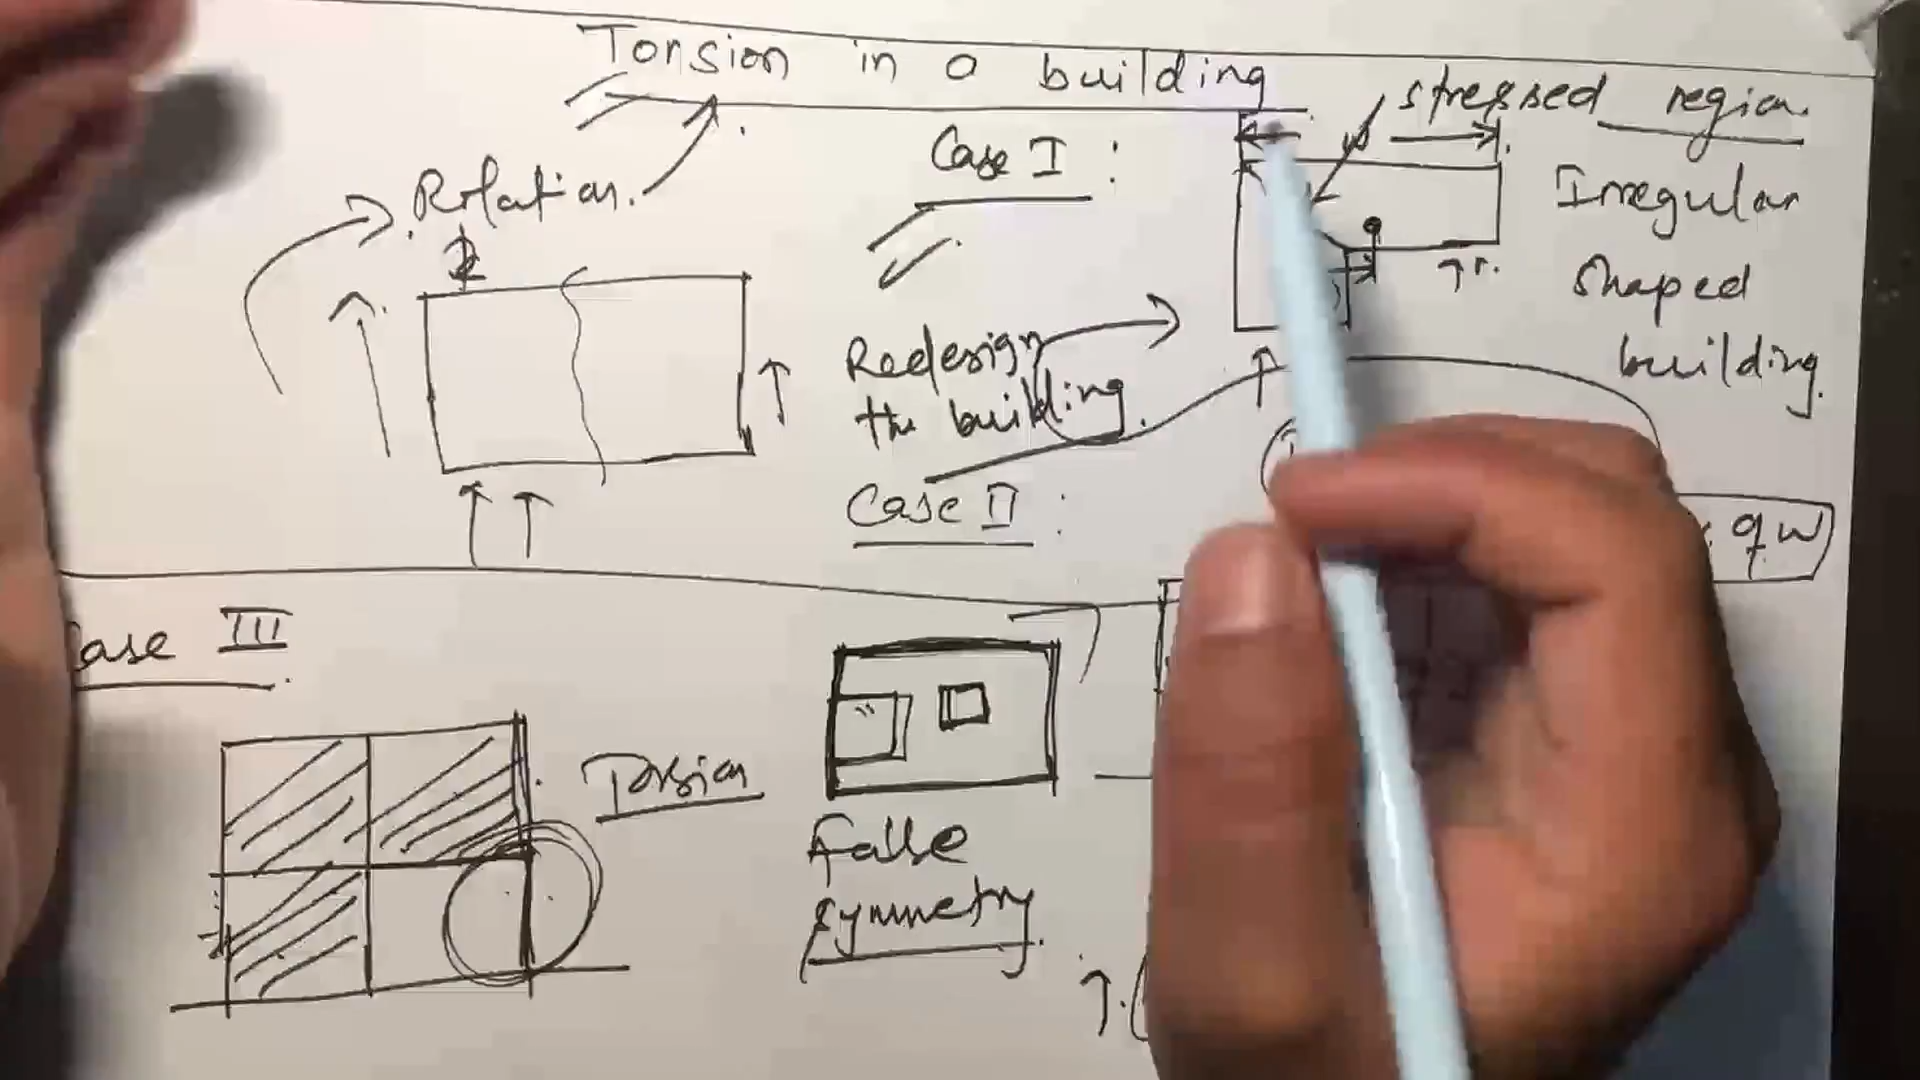 Torsion in a building
stressed region.
Rotation.
Case I :
Irregular
shaped
building.
Redesign
the building.
Case II :
qw
Case III
Torsion
False
symmetry.